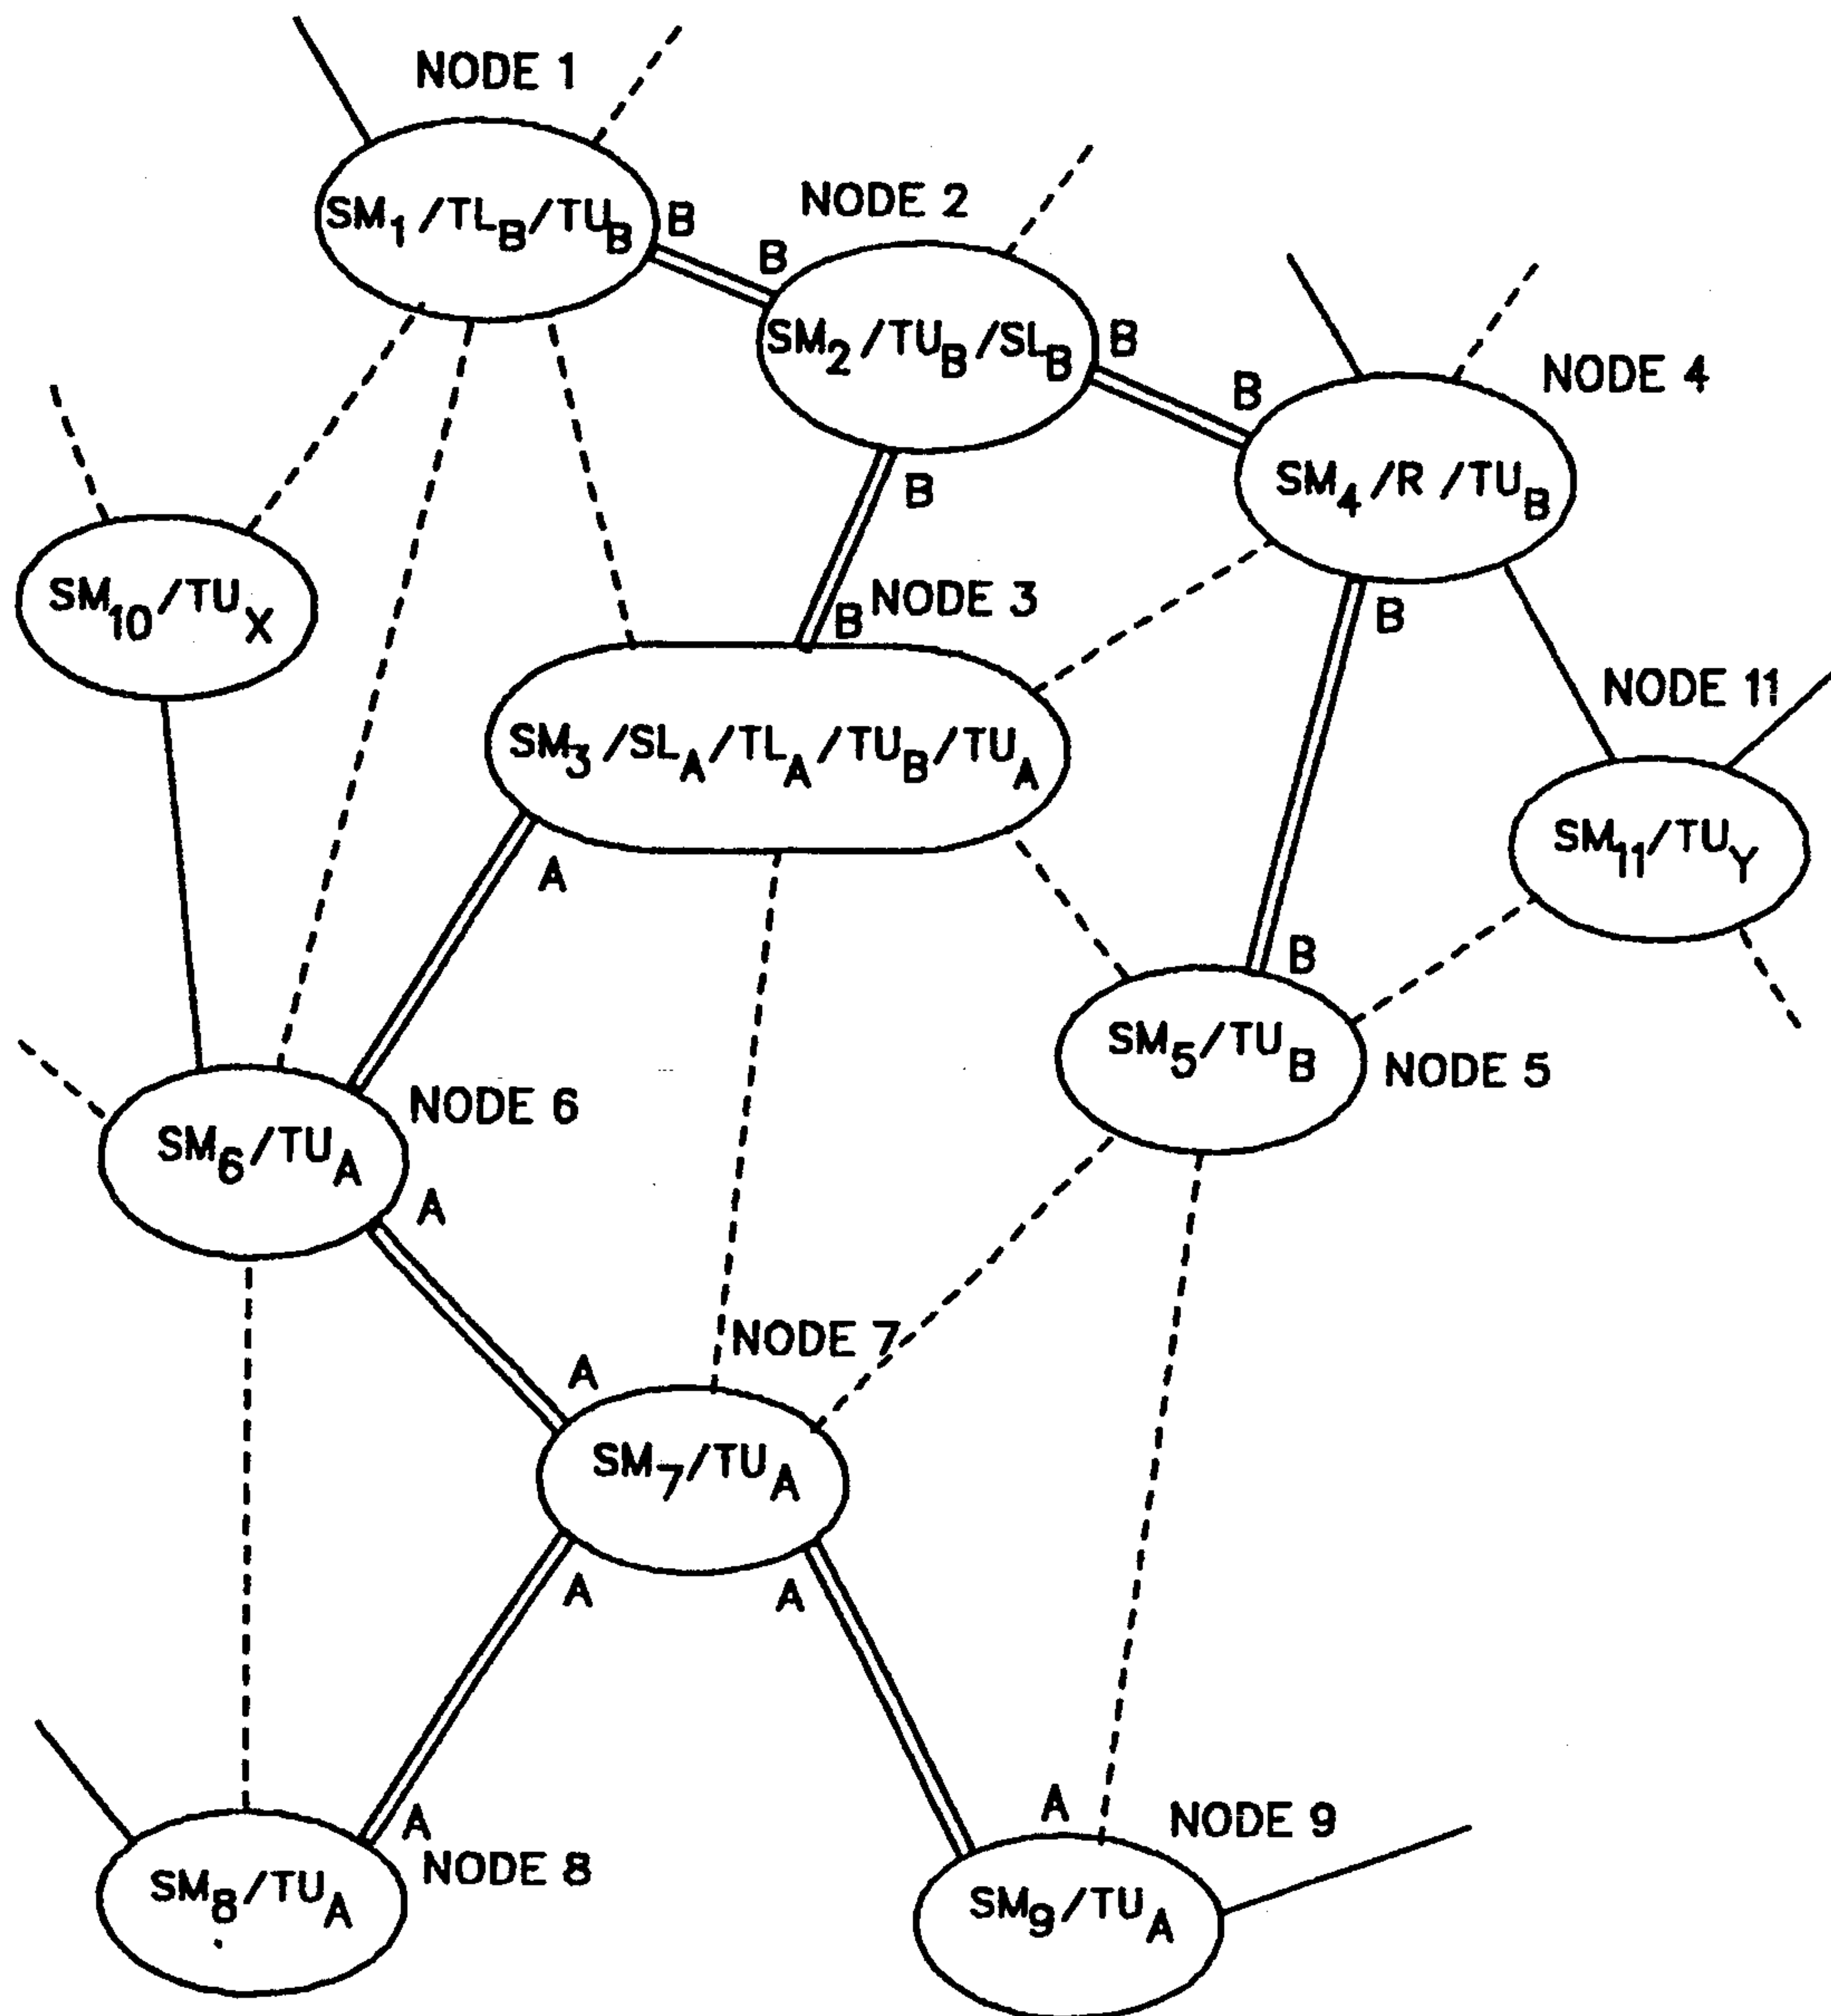 NODE 1
SM1/TLB/TUB
B
B
NODE 2
SM2/TUB/SLB
B
B
B
NODE 4
SM4/R/TUB
B
SM10/TUX
B
NODE 3
SM3/SLA/TLA/TUB/TUA
A
NODE 11
SM11/TUY
B
SM5/TUB
NODE 5
NODE 6
SM6/TUA
A
A
NODE 7
SM7/TUA
A
A
A
NODE 8
SM8/TUA
A
NODE 9
SM9/TUA